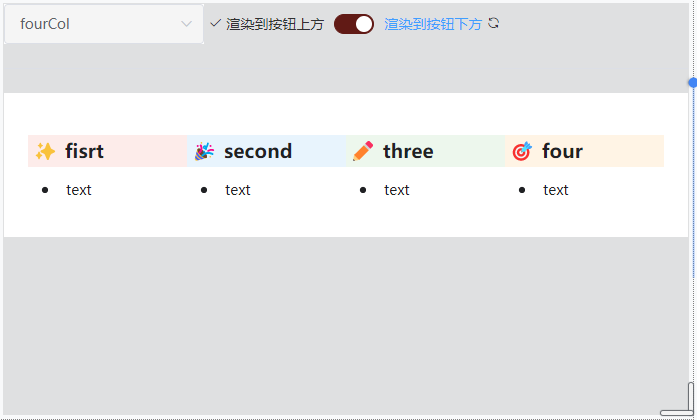 fourCol 渲染到按钮上方 渲染到按钮下方
✨ fisrt 🎉 second ✏️ three 🎯 four
• text • text • text • text